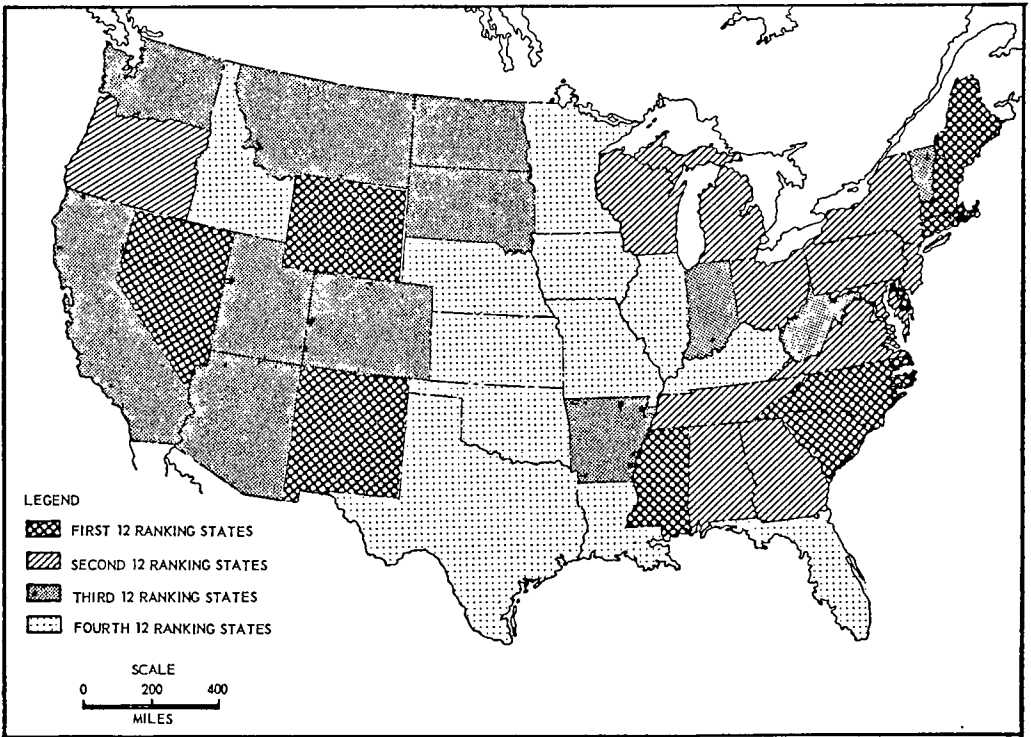 LEGEND
FIRST 12 RANKING STATES
SECOND 12 RANKING STATES
THIRD 12 RANKING STATES
FOURTH 12 RANKING STATES
SCALE
0 200 400
MILES